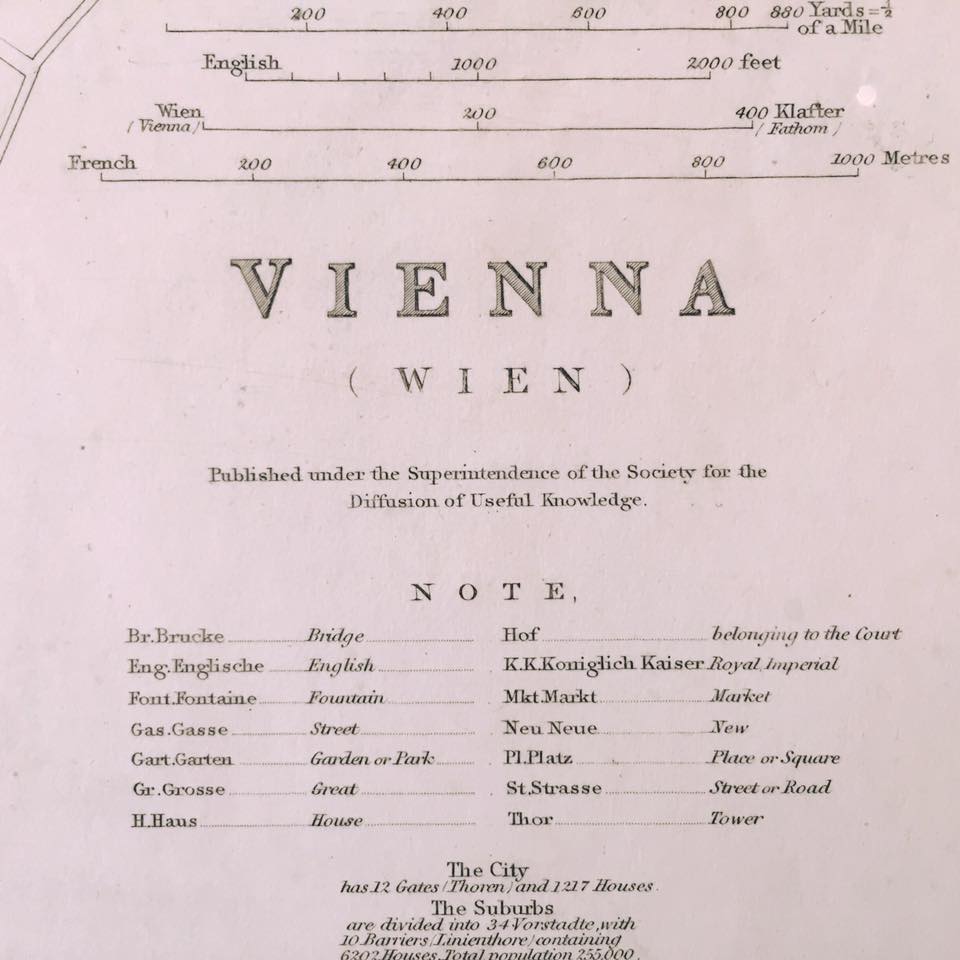 200 400 600 800 880 Yards=½
of a Mile
English 1000 2000 feet
Wien 200 400 Klafter
(Vienna) (Fathom)
French 200 400 600 800 1000 Metres
VIENNA
(WIEN)
Published under the Superintendence of the Society for the
Diffusion of Useful Knowledge.
NOTE,
Br.Brucke Bridge Hof belonging to the Court
Eng.Englische English K.K.Koniglich Kaiser Royal Imperial
Font.Fontaine Fountain Mkt.Markt Market
Gas.Gasse Street Neu Neue New
Gart.Garten Garden or Park Pl.Platz Place or Square
Gr.Grosse Great St.Strasse Street or Road
H.Haus House Thor Tower
The City
has 12 Gates (Thoren) and 1217 Houses.
The Suburbs
are divided into 34 Vorstadte, with
10 Barriers (Linienthore) containing
6202 Houses. Total population 255,000.